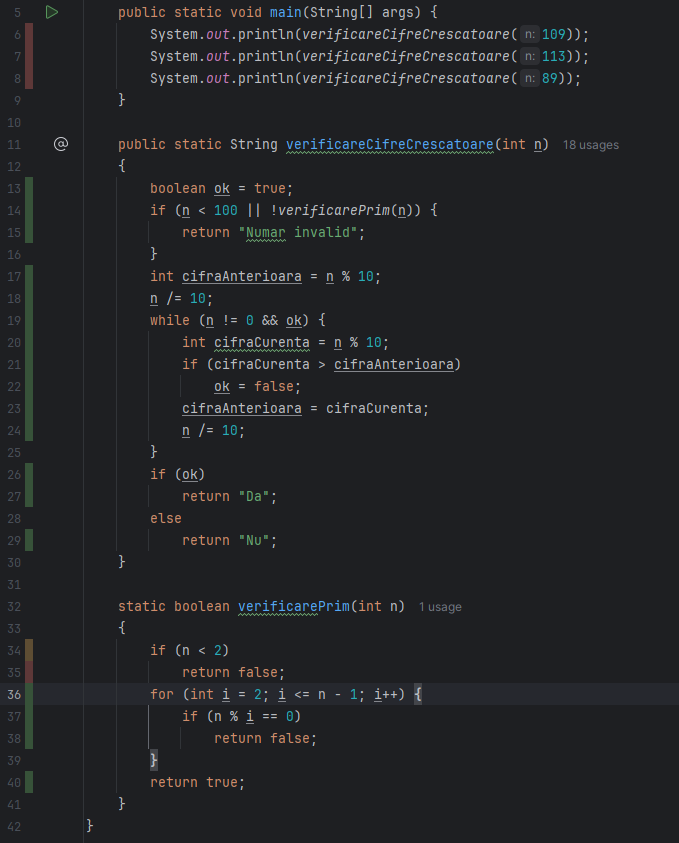 5 public static void main(String[] args) {
6 System.out.println(verificareCifreCrescatoare( n: 109));
7 System.out.println(verificareCifreCrescatoare( n: 113));
8 System.out.println(verificareCifreCrescatoare( n: 89));
9 }
10
11 @ public static String verificareCifreCrescatoare(int n) 18 usages
12 {
13 boolean ok = true;
14 if (n < 100 || !verificarePrim(n)) {
15 return "Numar invalid";
16 }
17 int cifraAnterioara = n % 10;
18 n /= 10;
19 while (n != 0 && ok) {
20 int cifraCurenta = n % 10;
21 if (cifraCurenta > cifraAnterioara)
22 ok = false;
23 cifraAnterioara = cifraCurenta;
24 n /= 10;
25 }
26 if (ok)
27 return "Da";
28 else
29 return "Nu";
30 }
31
32 static boolean verificarePrim(int n) 1 usage
33 {
34 if (n < 2)
35 return false;
36 for (int i = 2; i <= n - 1; i++) {
37 if (n % i == 0)
38 return false;
39 }
40 return true;
41 }
42 }